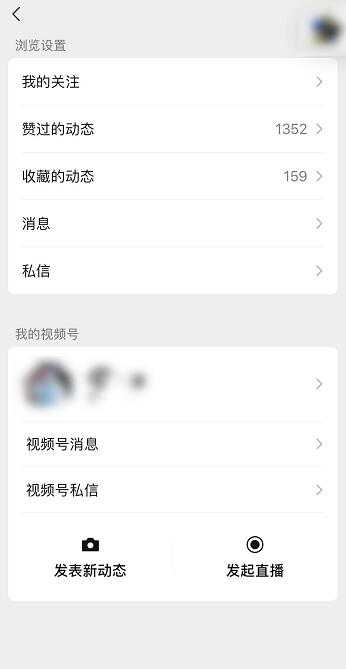 浏览设置
我的关注
赞过的动态 1352
收藏的动态 159
消息
私信
我的视频号
视频号消息
视频号私信
发表新动态 发起直播